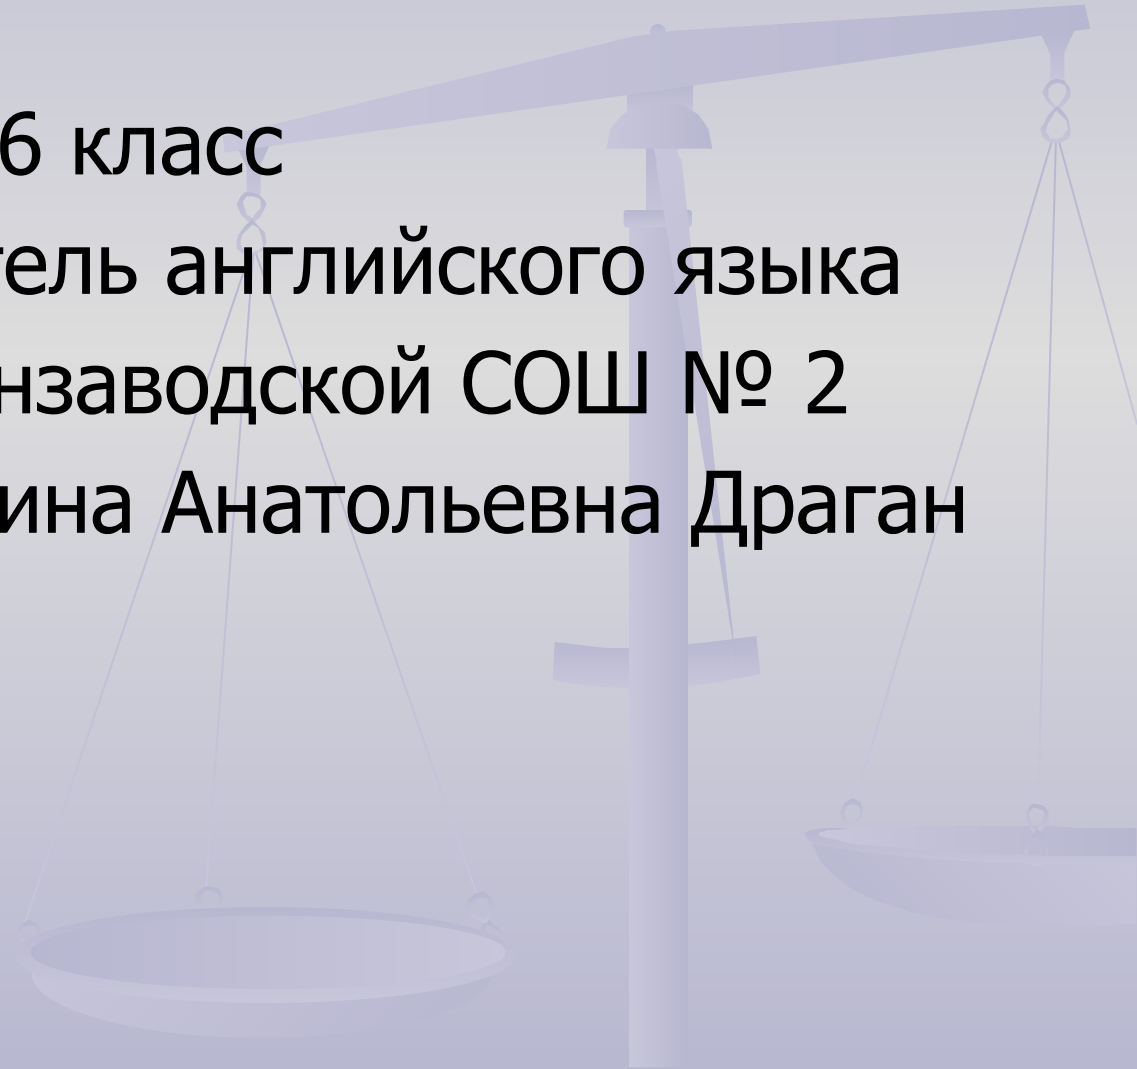 6 класс
тель английского языка
нзаводской СОШ № 2
ина Анатольевна Драган